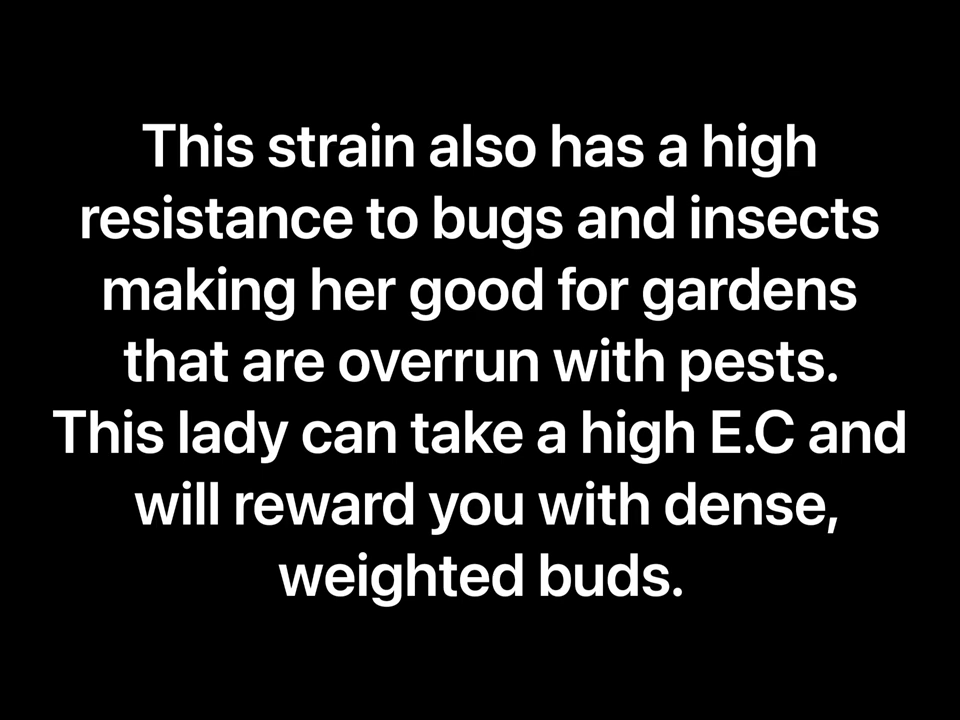 This strain also has a high
resistance to bugs and insects
making her good for gardens
that are overrun with pests.
This lady can take a high E.C and
will reward you with dense,
weighted buds.